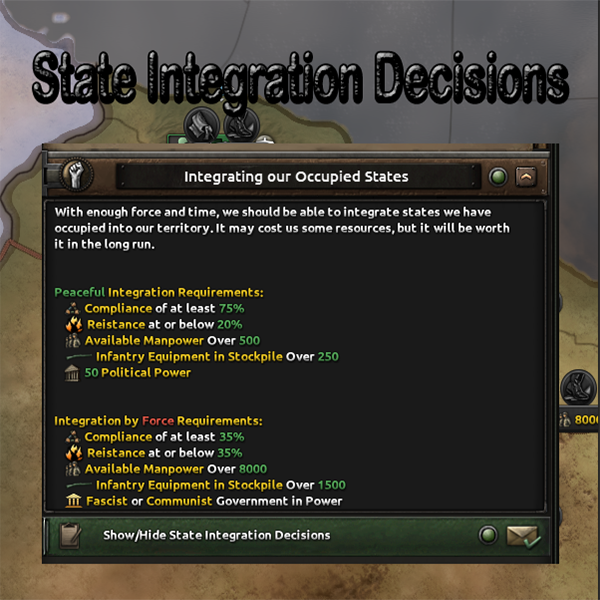 State Integration Decisions
Integrating our Occupied States
With enough force and time, we should be able to integrate states we have
occupied into our territory. It may cost us some resources, but it will be worth
it in the long run.
Peaceful Integration Requirements:
Compliance of at least 75%
Reistance at or below 20%
Available Manpower Over 500
Infantry Equipment in Stockpile Over 250
50 Political Power
Integration by Force Requirements:
Compliance of at least 35%
Reistance at or below 35%
Available Manpower Over 8000
Infantry Equipment in Stockpile Over 1500
Fascist or Communist Government in Power
Show/Hide State Integration Decisions
8000